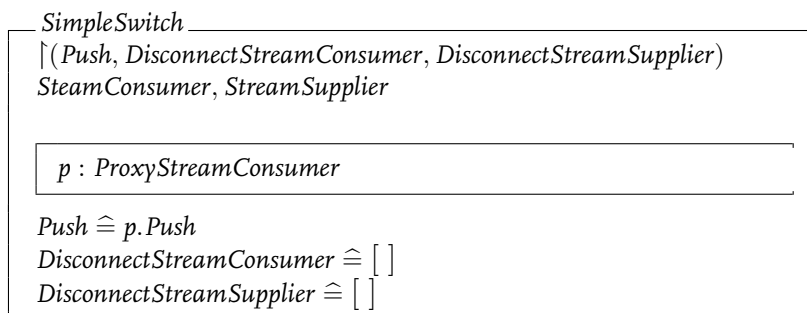 SimpleSwitch
↾(Push, DisconnectStreamConsumer, DisconnectStreamSupplier)
SteamConsumer, StreamSupplier
p : ProxyStreamConsumer
Push ≙ p.Push
DisconnectStreamConsumer ≙ [ ]
DisconnectStreamSupplier ≙ [ ]